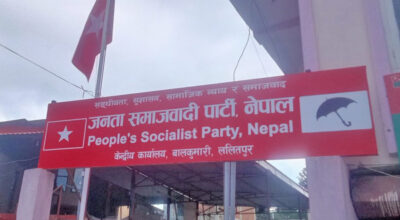 सङ्घीयता, सुशासन, सामाजिक न्याय र समाजवाद
जनता समाजवादी पार्टी, नेपाल
People's Socialist Party, Nepal
केन्द्रीय कार्यालय, बालकुमारी, ललितपुर